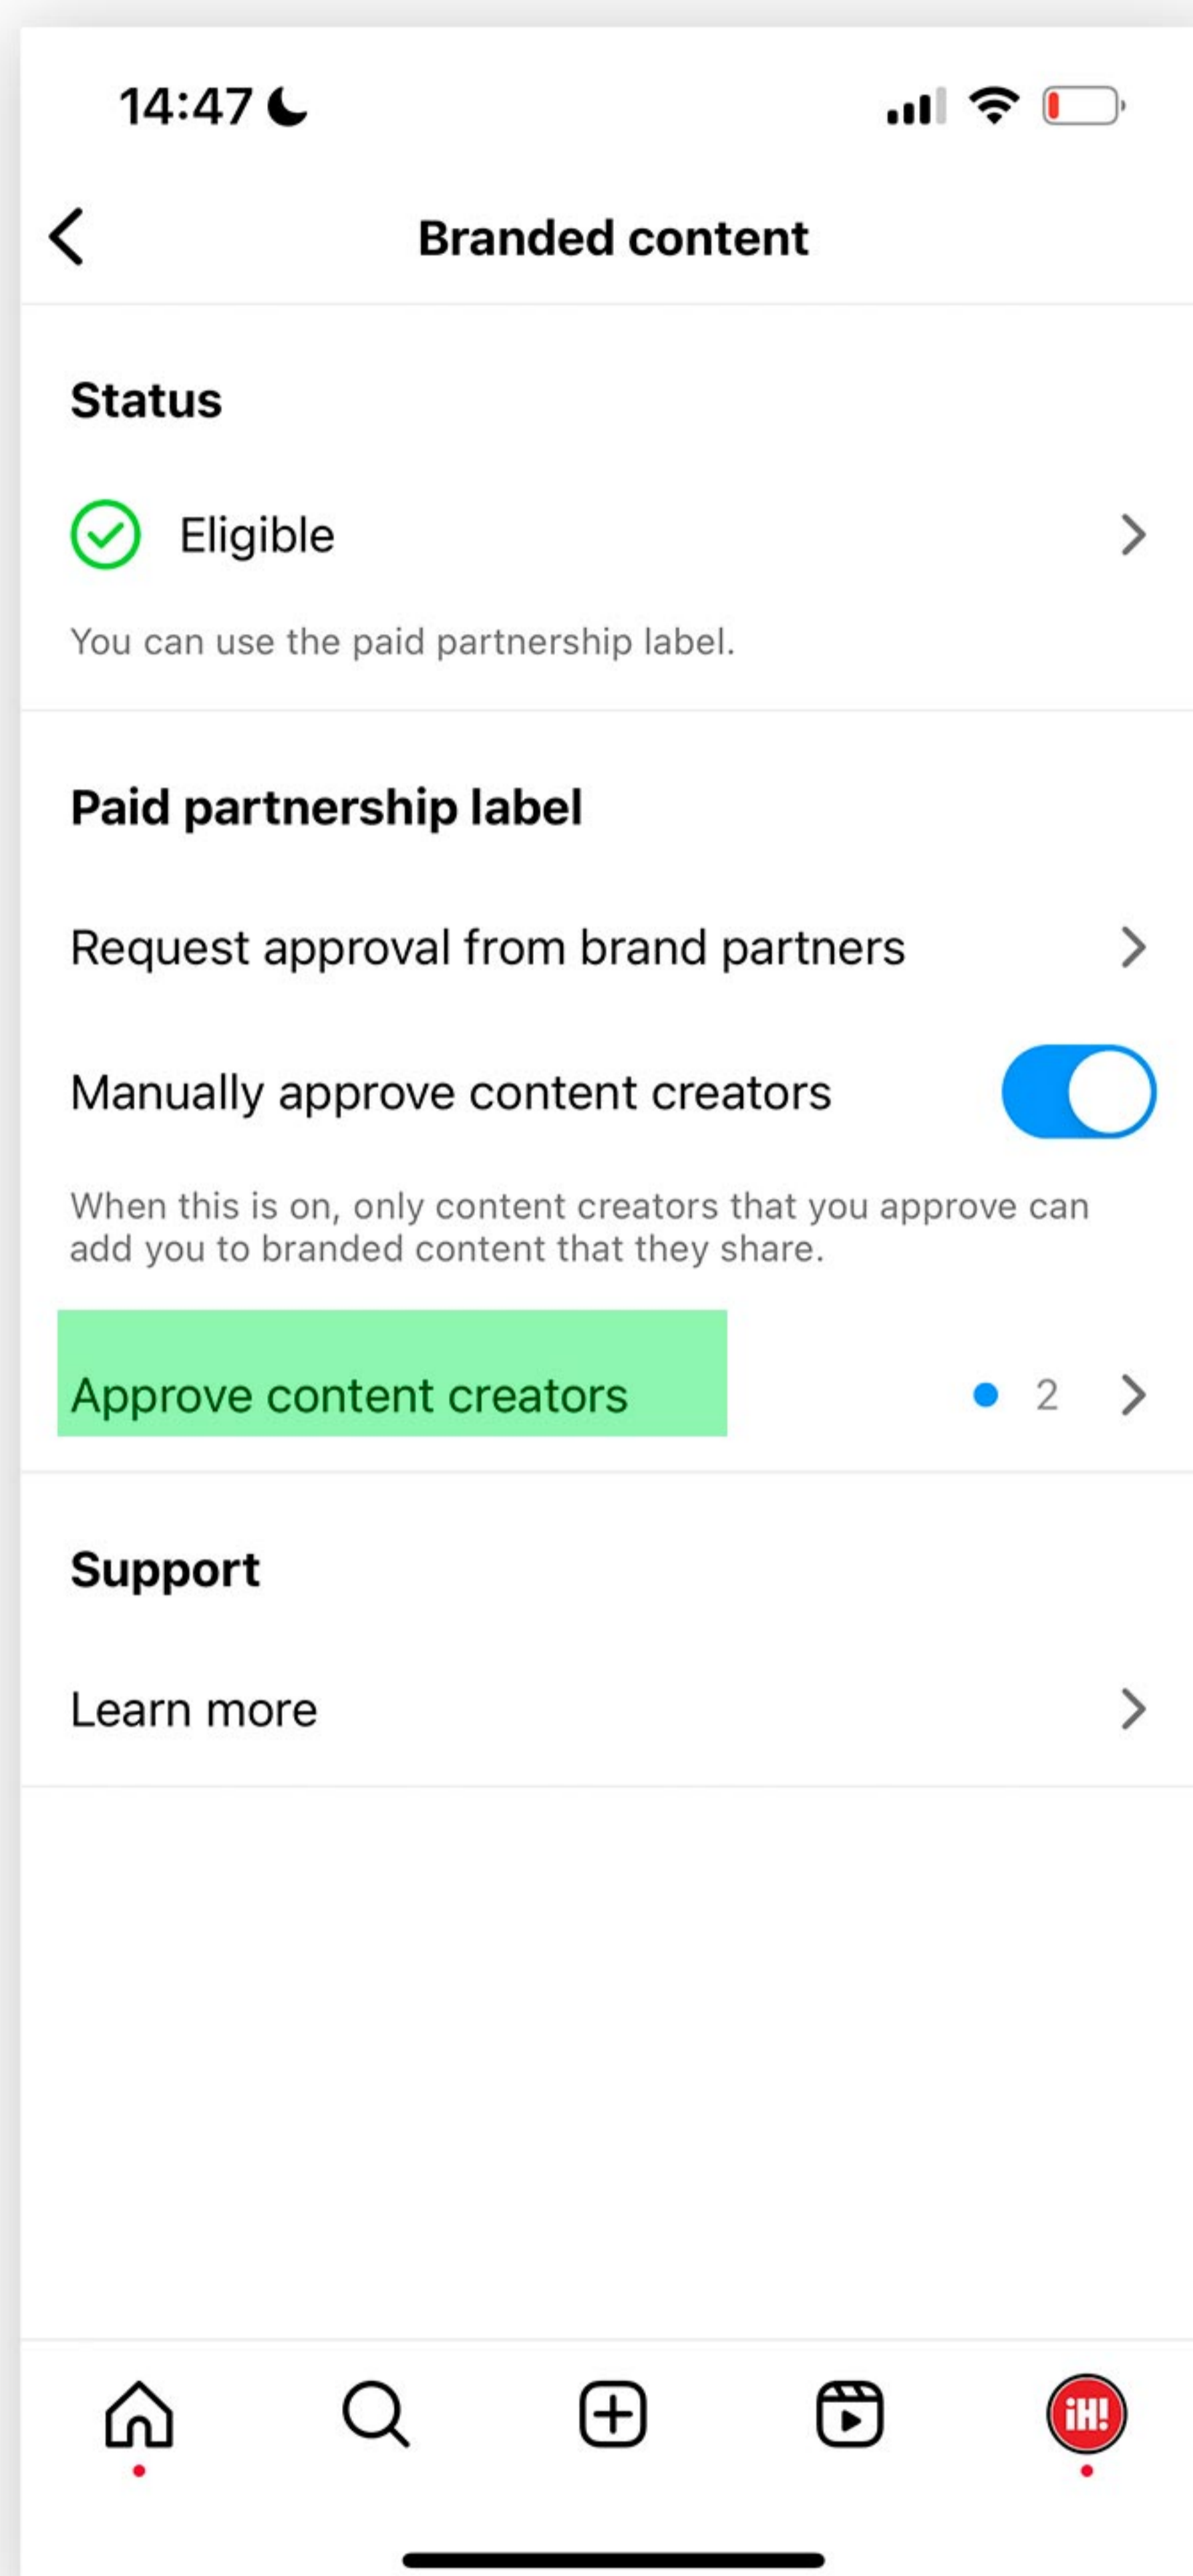 14:47
Branded content
Status
Eligible
You can use the paid partnership label.
Paid partnership label
Request approval from brand partners
Manually approve content creators
When this is on, only content creators that you approve can
add you to branded content that they share.
Approve content creators
2
Support
Learn more
iH!